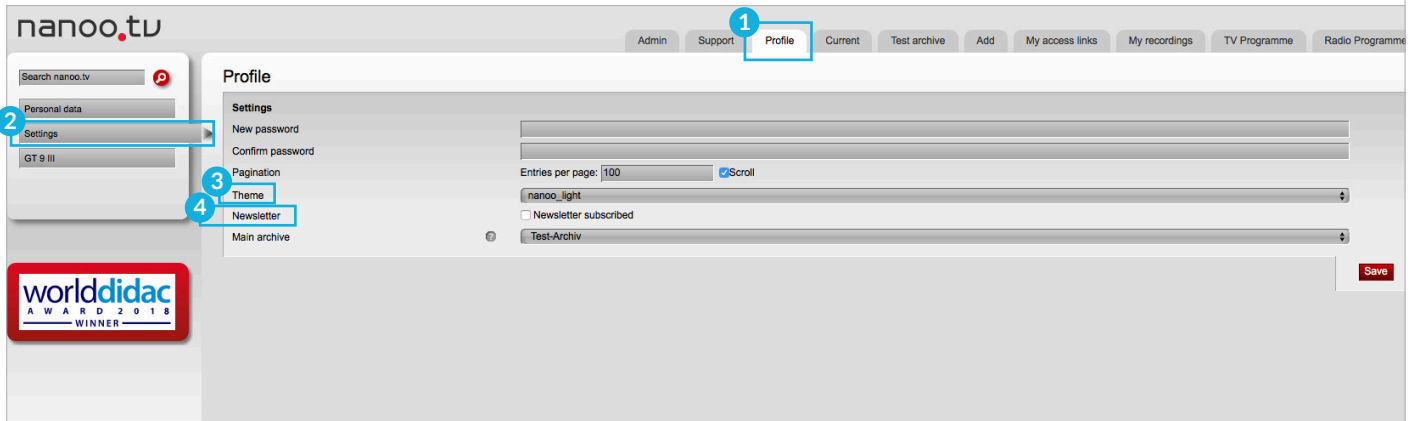 nanoo.tv
1
Admin Support Profile Current Test archive Add My access links My recordings TV Programme Radio Programme
Search nanoo.tv
Personal data
2
Settings
GT 9 III
worlddidac
AWARD 2018
WINNER
Profile
Settings
New password
Confirm password
Pagination Entries per page: 100 Scroll
3
Theme nanoo_light
4
Newsletter Newsletter subscribed
Main archive ? Test-Archiv
Save